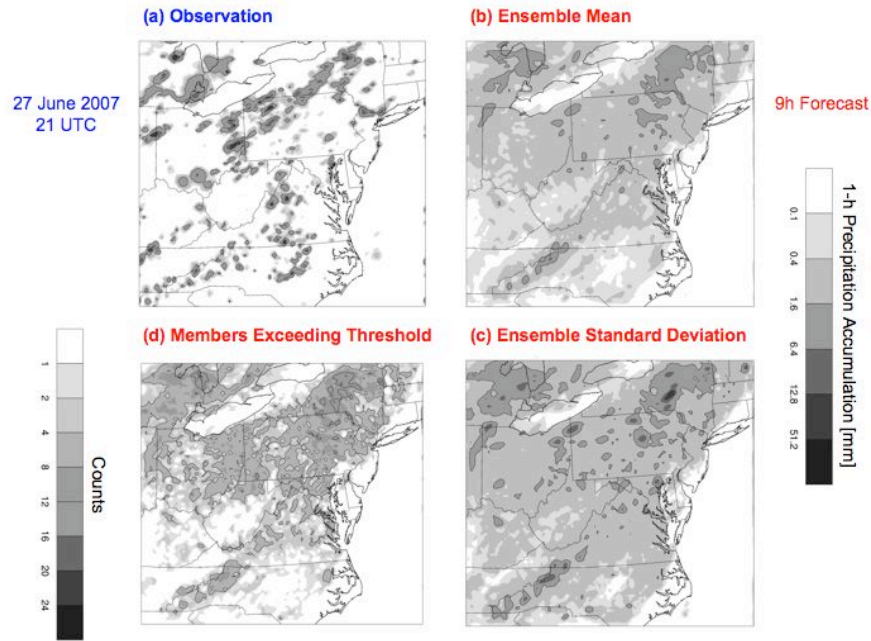 (a) Observation
(b) Ensemble Mean
27 June 2007
21 UTC
9h Forecast
0.1
0.4
1.6
6.4
12.8
51.2
1-h Precipitation Accumulation [mm]
(d) Members Exceeding Threshold
(c) Ensemble Standard Deviation
1
2
4
8
12
16
20
24
Counts